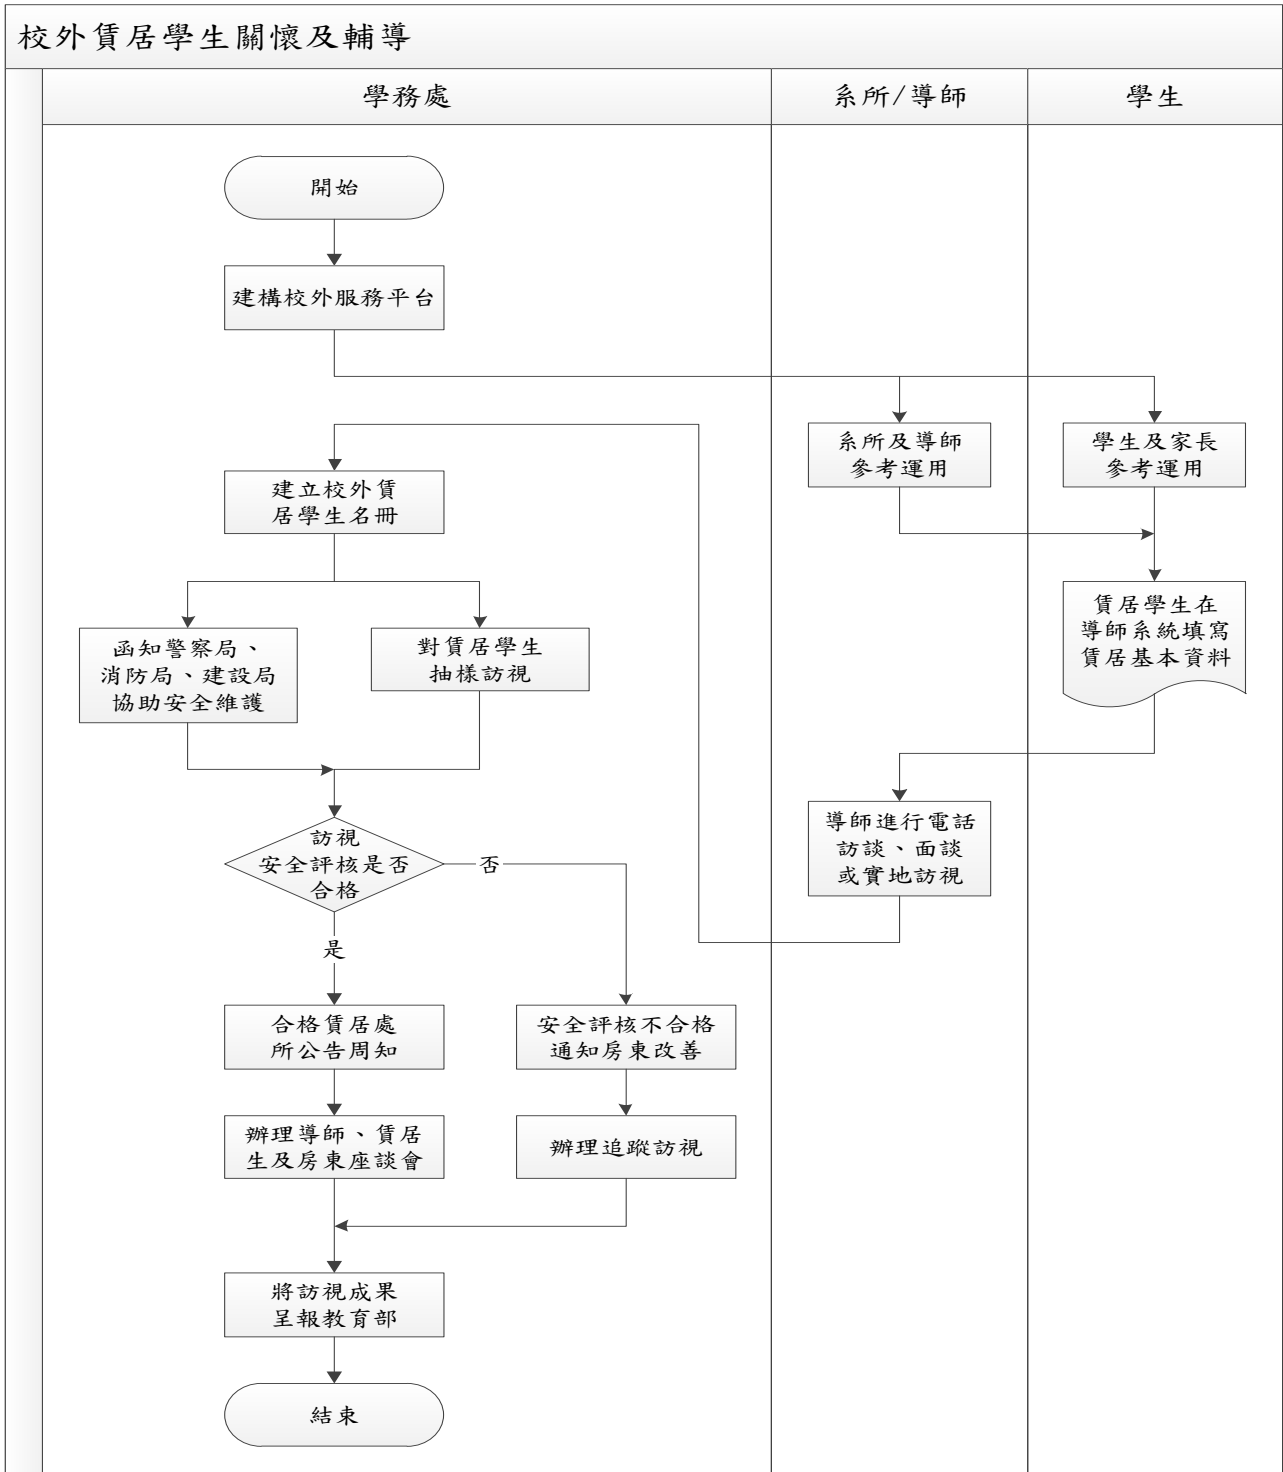 校外賃居學生關懷及輔導
學務處
系所/導師
學生
開始
建構校外服務平台
系所及導師
參考運用
學生及家長
參考運用
建立校外賃
居學生名冊
賃居學生在
導師系統填寫
賃居基本資料
函知警察局、
消防局、建設局
協助安全維護
對賃居學生
抽樣訪視
導師進行電話
訪談、面談
或實地訪視
訪視
安全評核是否
合格
否
是
合格賃居處
所公告周知
安全評核不合格
通知房東改善
辦理導師、賃居
生及房東座談會
辦理追蹤訪視
將訪視成果
呈報教育部
結束